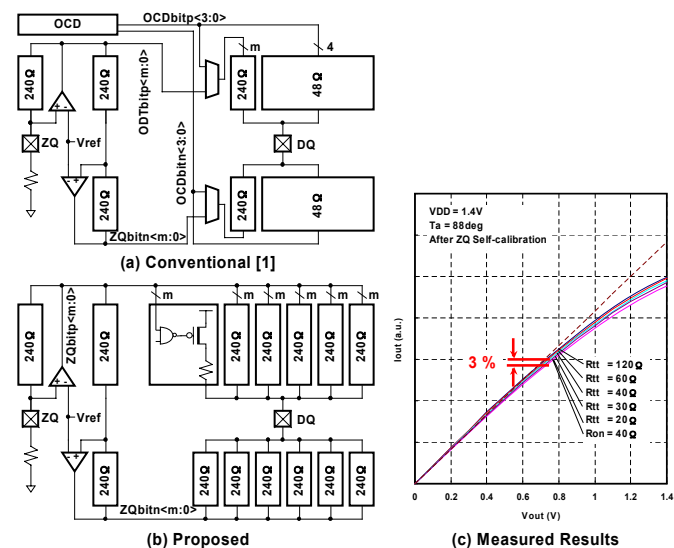 OCDbitp<3:0>
OCD
m
4
240Ω
240Ω
ODTbitp<m:0>
240Ω
48Ω
+ -
ZQ
Vref
OCDbitn<3:0>
DQ
- +
240Ω
240Ω
48Ω
ZQbitn<m:0>
(a) Conventional [1]
m
m
m
m
m
m
240Ω
ZQbitp<m:0>
240Ω
240Ω
240Ω
240Ω
240Ω
240Ω
+ -
ZQ
Vref
DQ
- +
240Ω
240Ω
240Ω
240Ω
240Ω
240Ω
240Ω
ZQbitn<m:0>
(b) Proposed
VDD = 1.4V
Ta = 88deg
After ZQ Self-calibration
Iout (a.u.)
3 %
Rtt = 120Ω
Rtt = 60Ω
Rtt = 40Ω
Rtt = 30Ω
Rtt = 20Ω
Ron = 40Ω
0 0.2 0.4 0.6 0.8 1 1.2 1.4
Vout (V)
(c) Measured Results